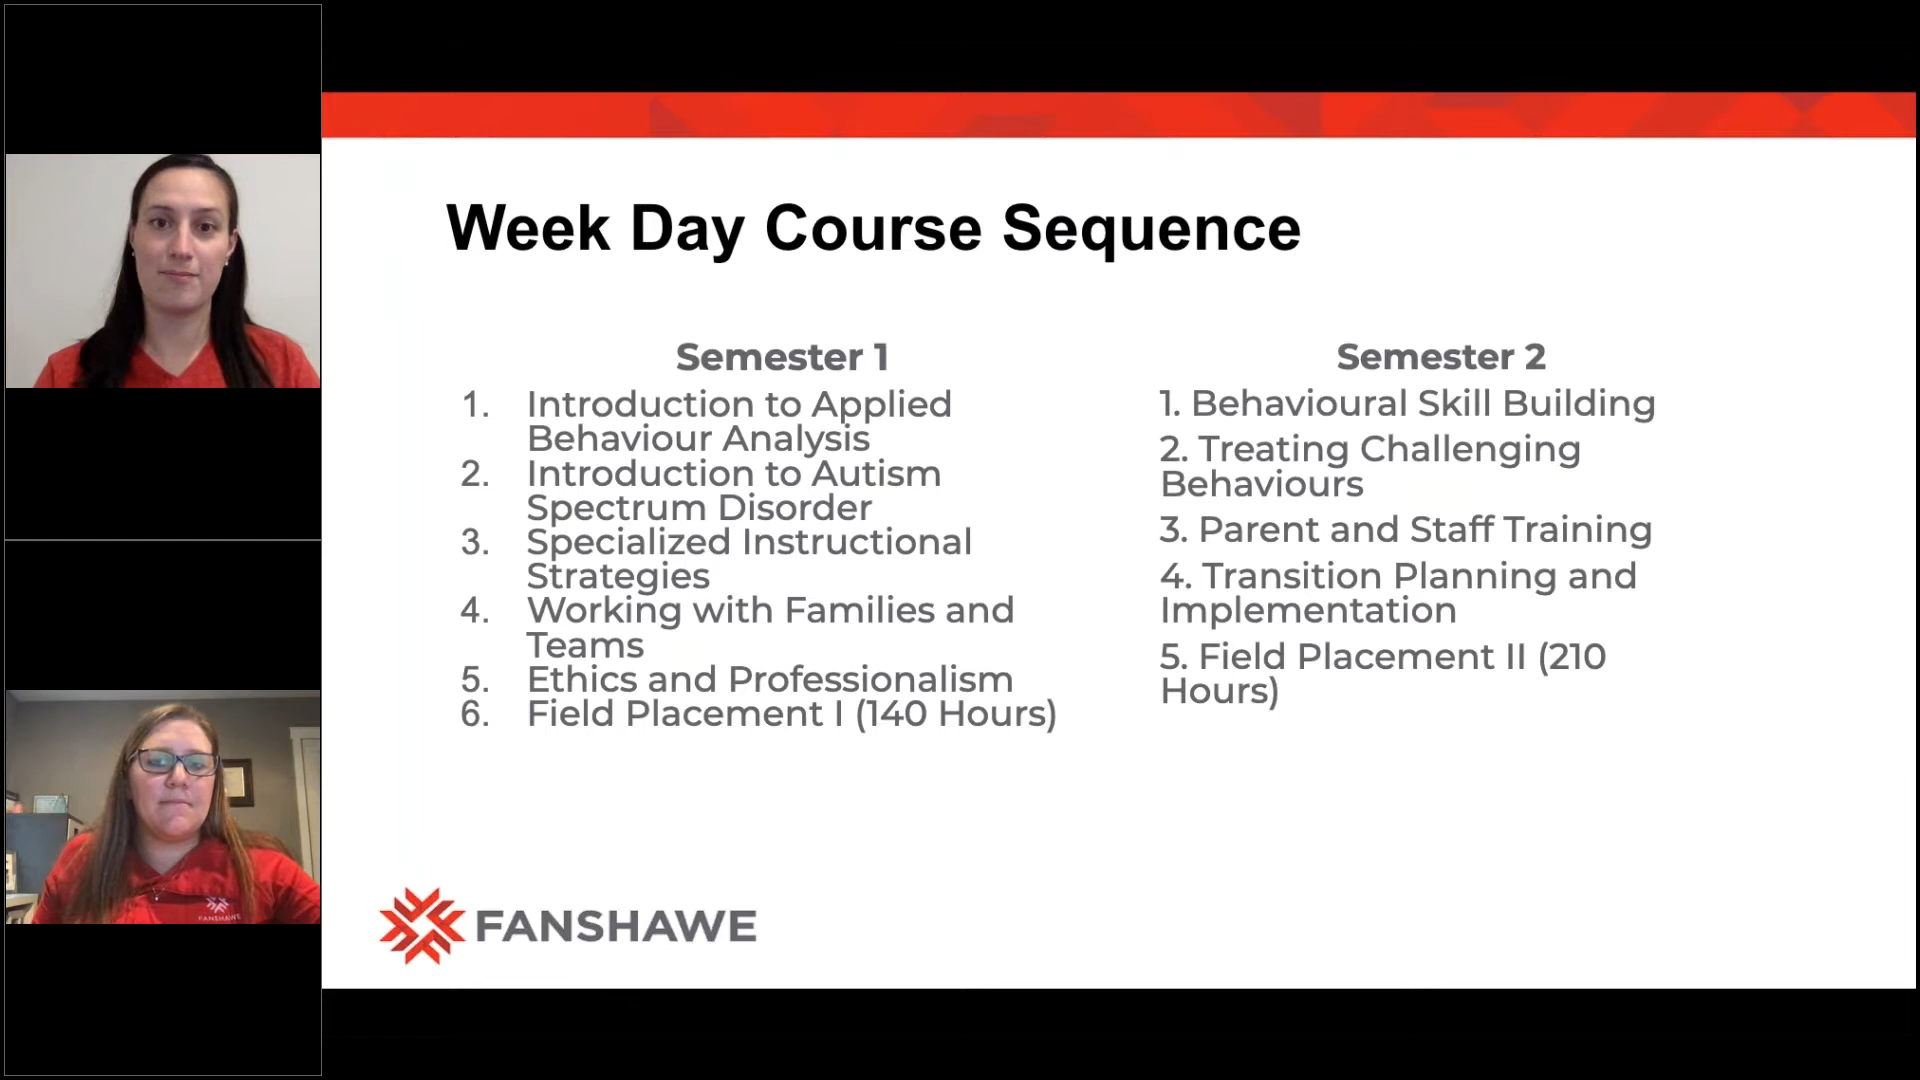 Week Day Course Sequence
Semester 1
1. Introduction to Applied
Behaviour Analysis
2. Introduction to Autism
Spectrum Disorder
3. Specialized Instructional
Strategies
4. Working with Families and
Teams
5. Ethics and Professionalism
6. Field Placement I (140 Hours)
Semester 2
1. Behavioural Skill Building
2. Treating Challenging
Behaviours
3. Parent and Staff Training
4. Transition Planning and
Implementation
5. Field Placement II (210
Hours)
FANSHAWE
FANSHAWE